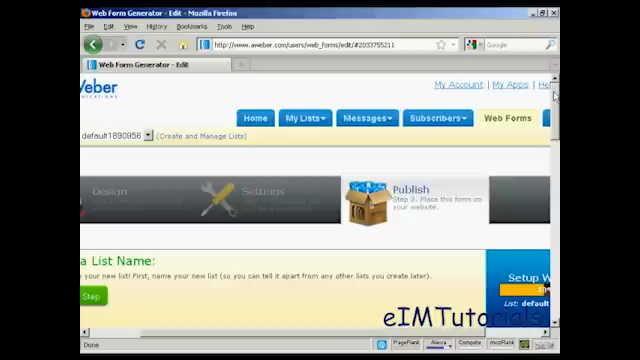 Web Form Generator - Edit - Mozilla Firefox
File Edit View History Bookmarks Tools Help
http://www.aweber.com/users/web_forms/edit/#2033755211
Google
Web Form Generator - Edit
Weber
My Account | My Apps | He
Home My Lists Messages Subscribers Web Forms
default1890956 (Create and Manage Lists)
Design Settings Publish
Step 3. Place this form on
your website.
a List Name:
e your new list! First, name your new list (so you can tell it apart from any other lists you create later).
Step
Setup W
List: default
eIMTutorials
Done PageRank Alexa Compete mozRank SEM